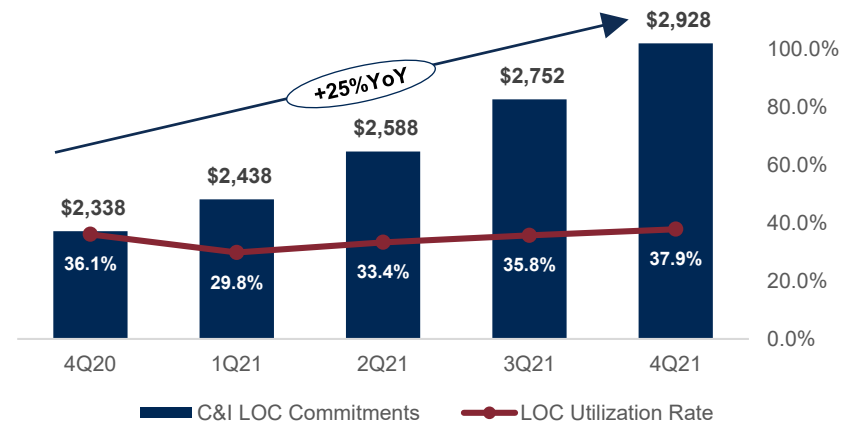 $2,928
100.0%
+25%YoY
$2,752
80.0%
$2,588
60.0%
$2,438
$2,338
40.0%
36.1%
29.8%
33.4%
35.8%
37.9%
20.0%
0.0%
4Q20
1Q21
2Q21
3Q21
4Q21
C&I LOC Commitments
LOC Utilization Rate